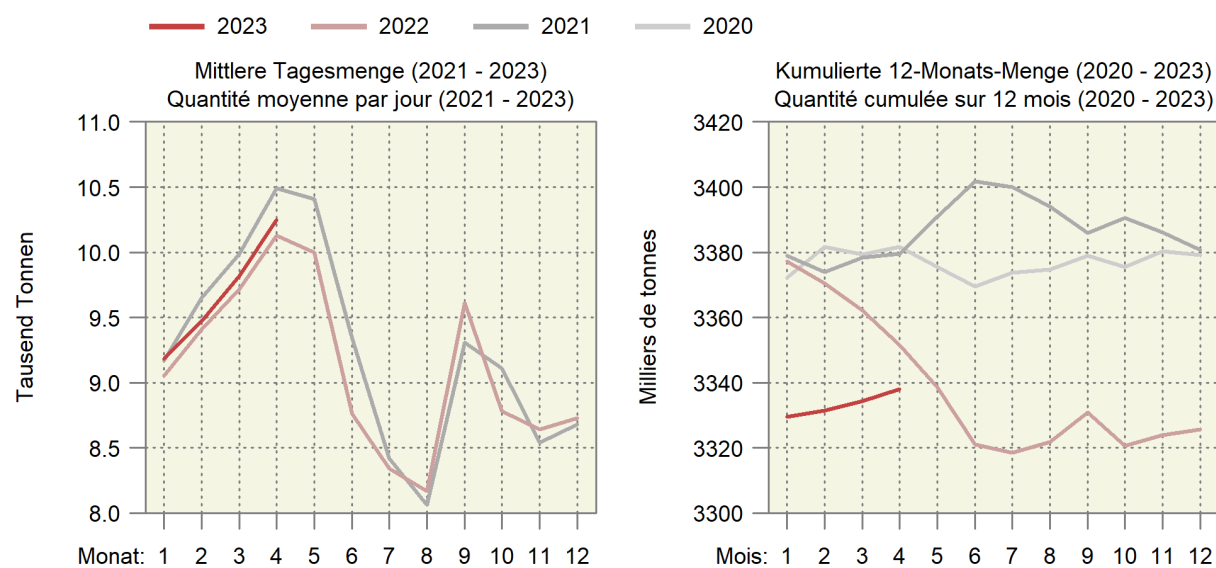 2023 2022 2021 2020
Mittlere Tagesmenge (2021 - 2023)
Quantité moyenne par jour (2021 - 2023)
Tausend Tonnen
11.0
10.5
10.0
9.5
9.0
8.5
8.0
Monat: 1 2 3 4 5 6 7 8 9 10 11 12
Kumulierte 12-Monats-Menge (2020 - 2023)
Quantité cumulée sur 12 mois (2020 - 2023)
Milliers de tonnes
3420
3400
3380
3360
3340
3320
3300
Mois: 1 2 3 4 5 6 7 8 9 10 11 12